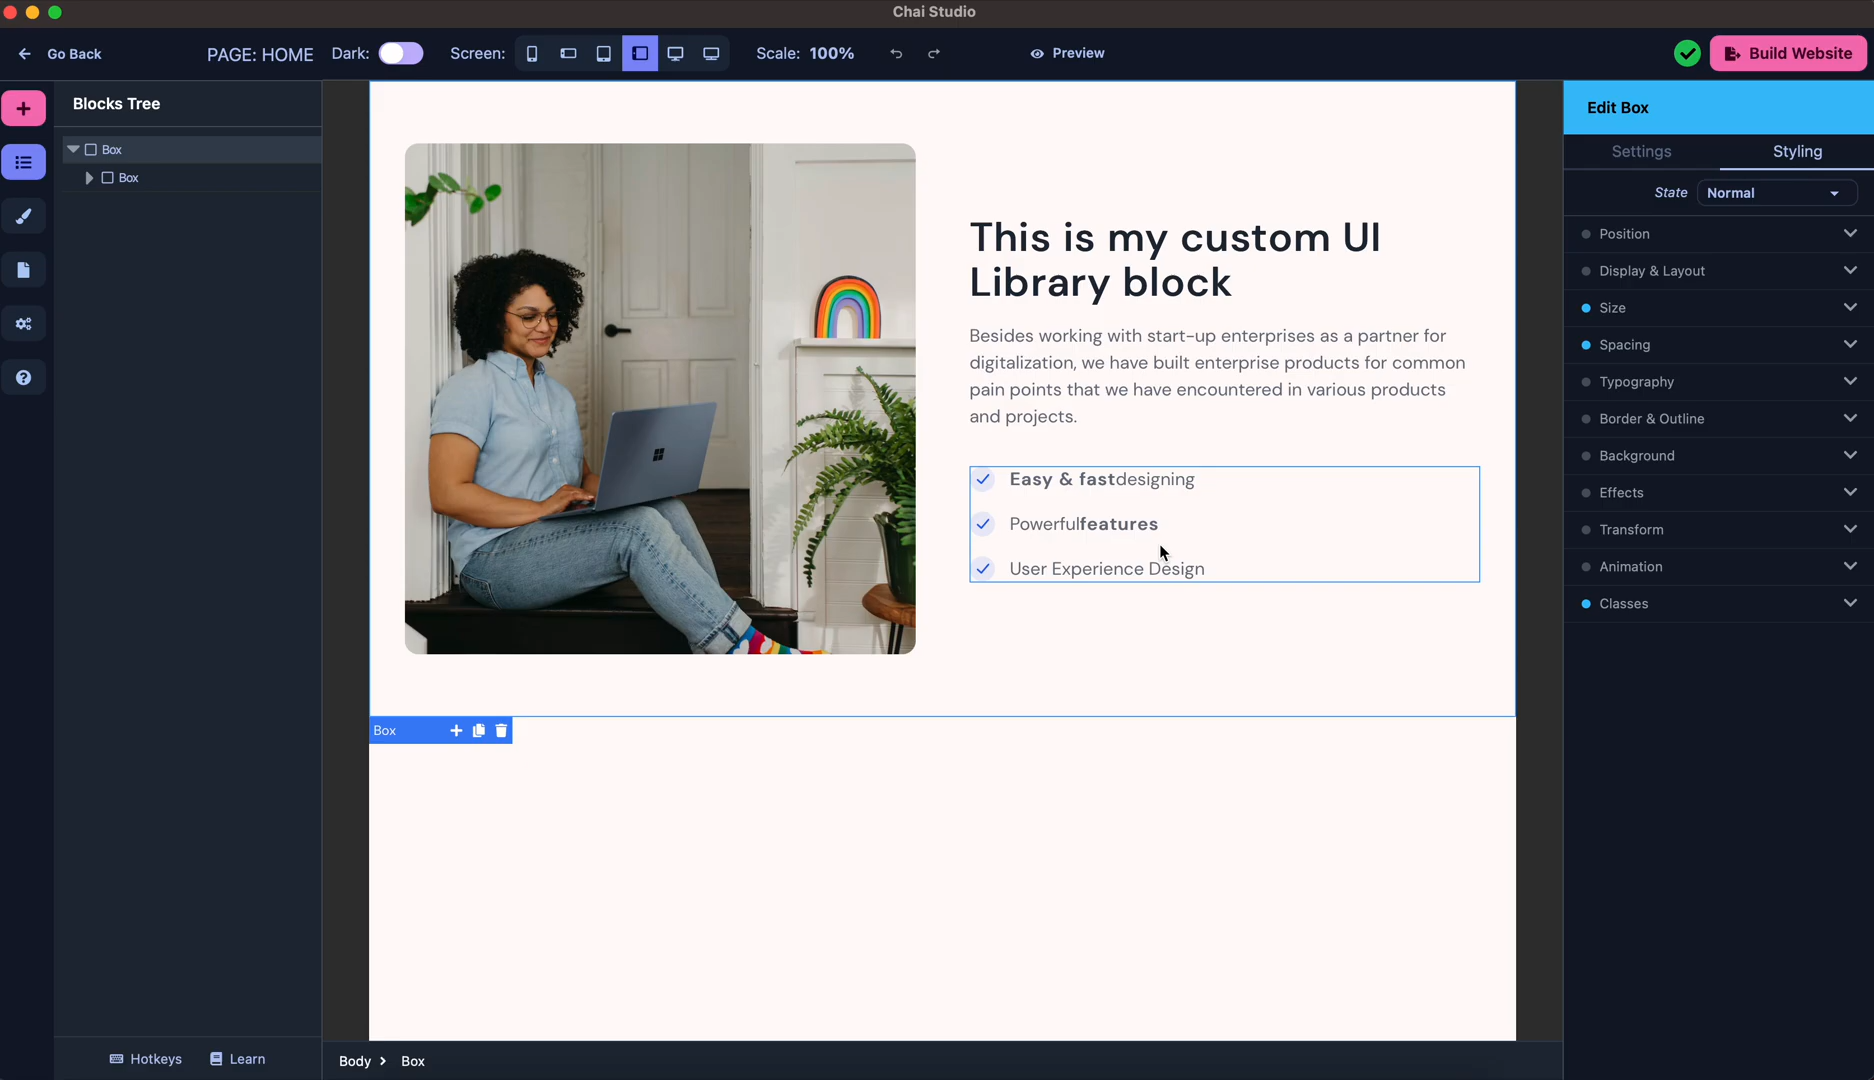 Chai Studio
Go Back
PAGE: HOME
Dark:
Screen:
Scale: 100%
Preview
Build Website
Blocks Tree
Box
Box
This is my custom UI
Library block
Besides working with start-up enterprises as a partner for
digitalization, we have built enterprise products for common
pain points that we have encountered in various products
and projects.
Easy & fastdesigning
Powerfulfeatures
User Experience Design
Box
Edit Box
Settings
Styling
State
Normal
Position
Display & Layout
Size
Spacing
Typography
Border & Outline
Background
Effects
Transform
Animation
Classes
Hotkeys
Learn
Body > Box